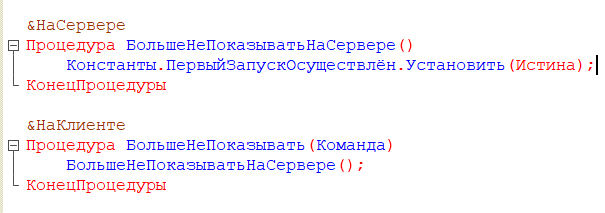 &НаСервере
Процедура БольшеНеПоказыватьНаСервере()
Константы.ПервыйЗапускОсуществлён.Установить(Истина);
КонецПроцедуры
&НаКлиенте
Процедура БольшеНеПоказывать(Команда)
БольшеНеПоказыватьНаСервере();
КонецПроцедуры